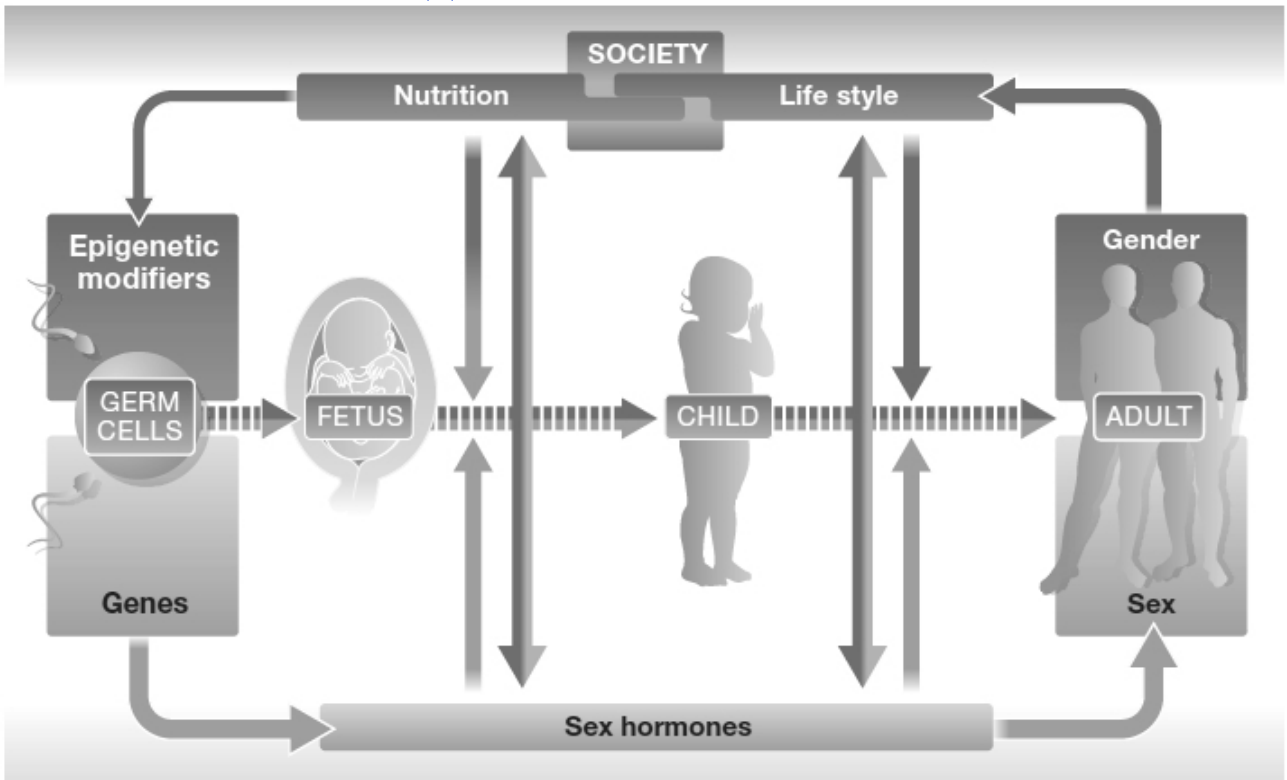 SOCIETY
Nutrition
Life style
Epigenetic
modifiers
Gender
GERM
CELLS
FETUS
CHILD
ADULT
Genes
Sex
Sex hormones